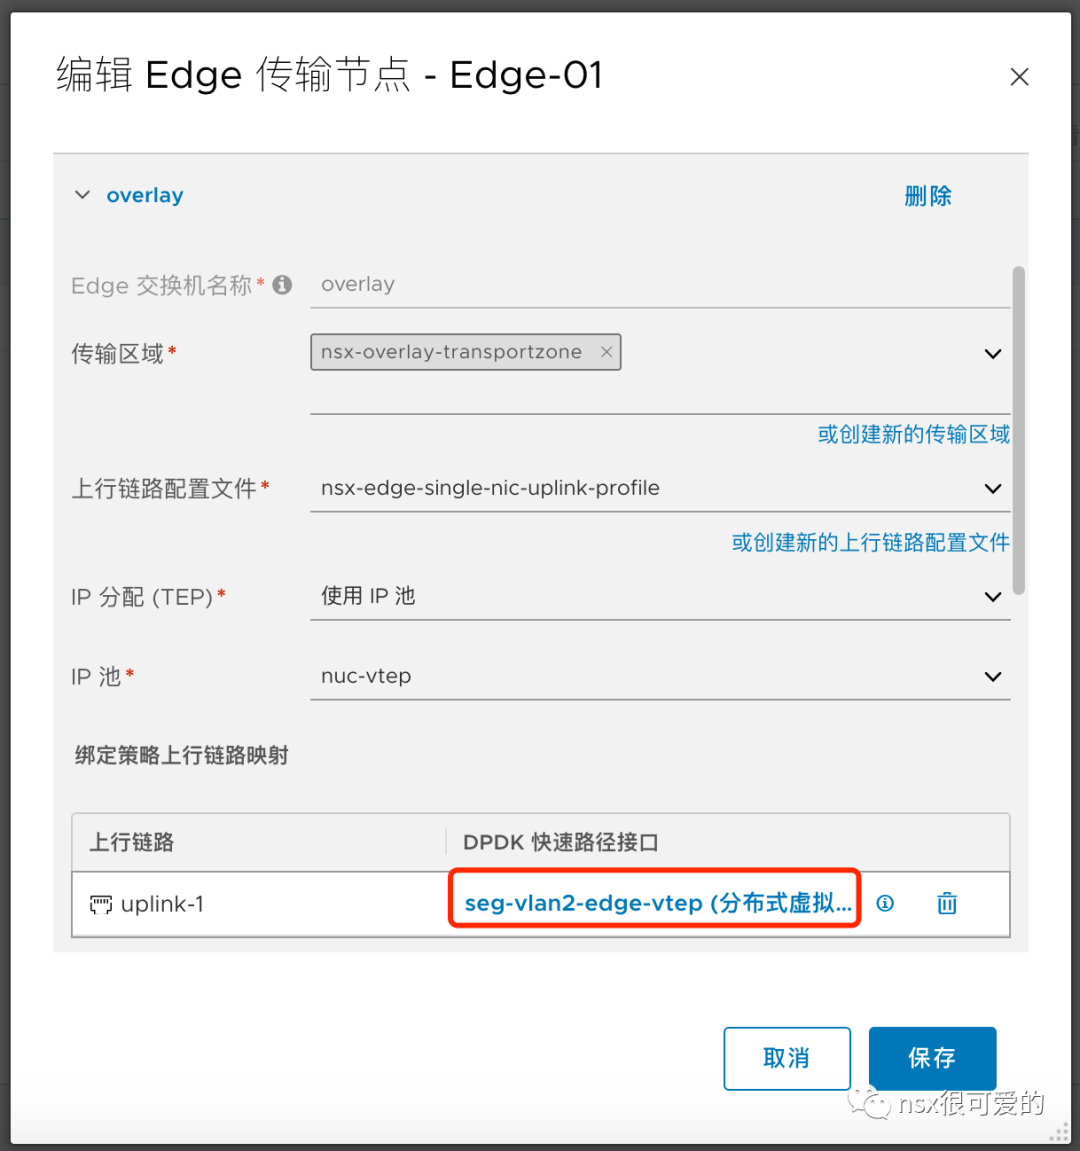 编辑 Edge 传输节点 - Edge-01
overlay
删除
Edge 交换机名称* overlay
传输区域* nsx-overlay-transportzone
或创建新的传输区域
上行链路配置文件* nsx-edge-single-nic-uplink-profile
或创建新的上行链路配置文件
IP 分配 (TEP)* 使用 IP 池
IP 池* nuc-vtep
绑定策略上行链路映射
上行链路 DPDK 快速路径接口
uplink-1 seg-vlan2-edge-vtep (分布式虚拟...
取消 保存
nsx很可爱的